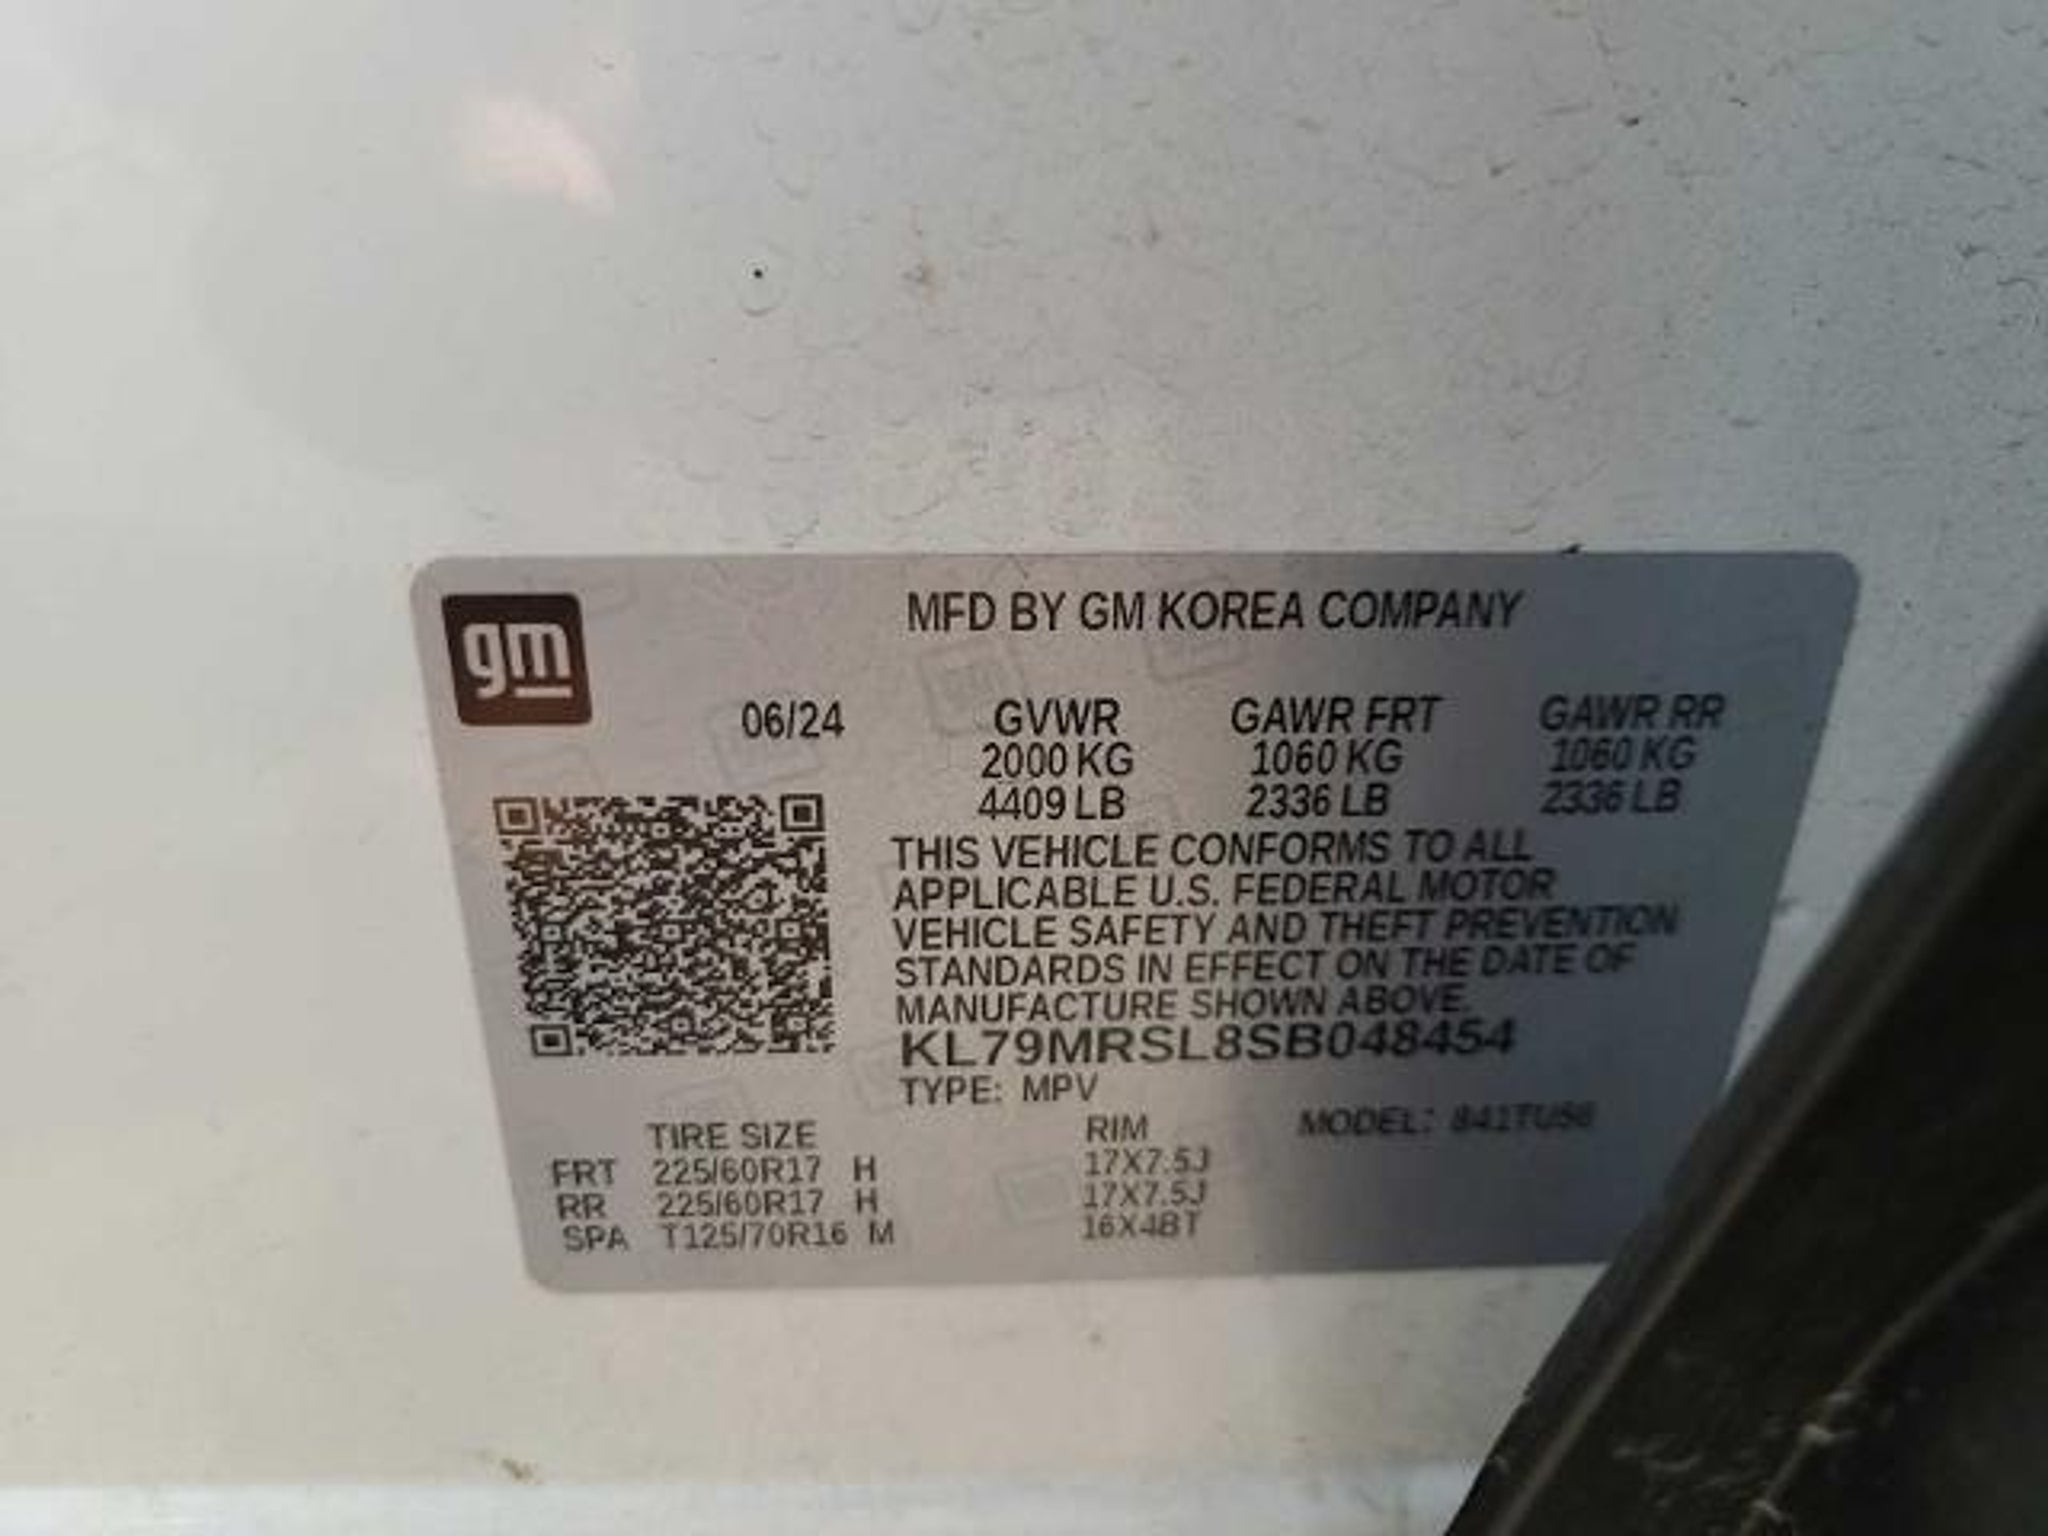 gm
MFD BY GM KOREA COMPANY
06/24 GVWR GAWR FRT GAWR RR
2000 KG 1060 KG 1060 KG
4409 LB 2336 LB 2336 LB
THIS VEHICLE CONFORMS TO ALL
APPLICABLE U.S. FEDERAL MOTOR
VEHICLE SAFETY AND THEFT PREVENTION
STANDARDS IN EFFECT ON THE DATE OF
MANUFACTURE SHOWN ABOVE.
KL79MRSL8SB048454
TYPE: MPV
TIRE SIZE RIM MODEL:
FRT 225/60R17 H 17X7.5J
RR 225/60R17 H 17X7.5J
SPA T125/70R16 M 16X4BT